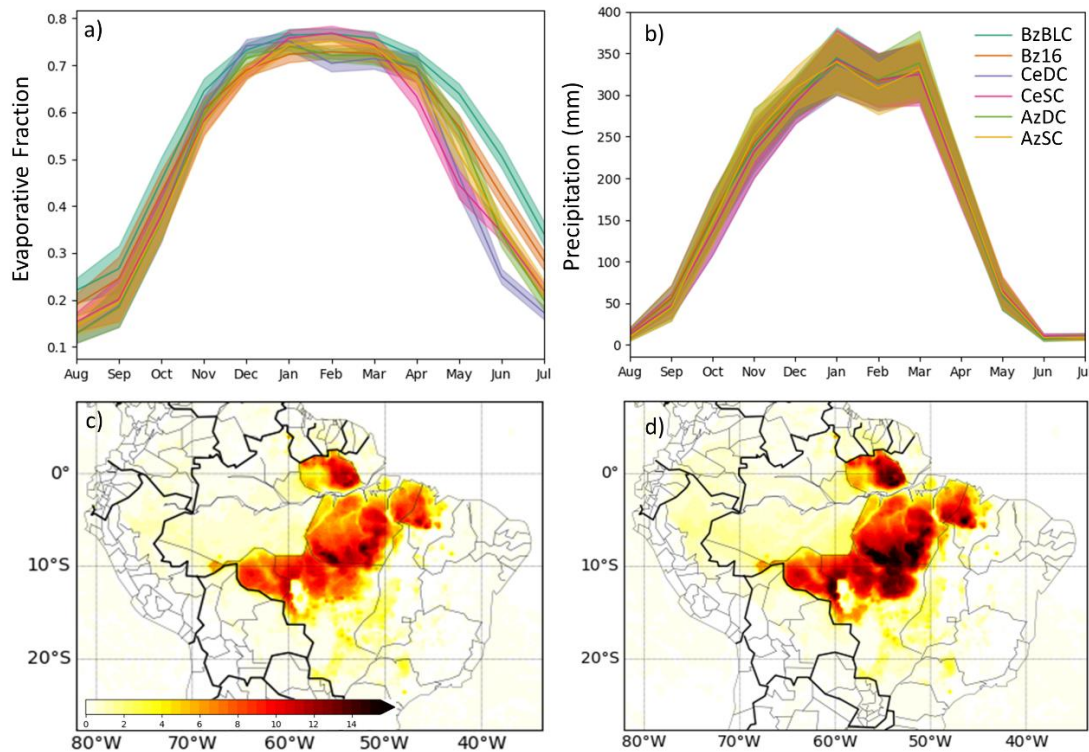 a)
Evaporative Fraction
0.8
0.7
0.6
0.5
0.4
0.3
0.2
0.1
Aug Sep Oct Nov Dec Jan Feb Mar Apr May Jun Jul
b)
Precipitation (mm)
400
350
300
250
200
150
100
50
0
Aug Sep Oct Nov Dec Jan Feb Mar Apr May Jun Ju
BzBLC
Bz16
CeDC
CeSC
AzDC
AzSC
c)
0°
10°S
20°S
0 2 4 6 8 10 12 14
80°W 70°W 60°W 50°W 40°W
d)
0°
10°S
20°S
80°W 70°W 60°W 50°W 40°W